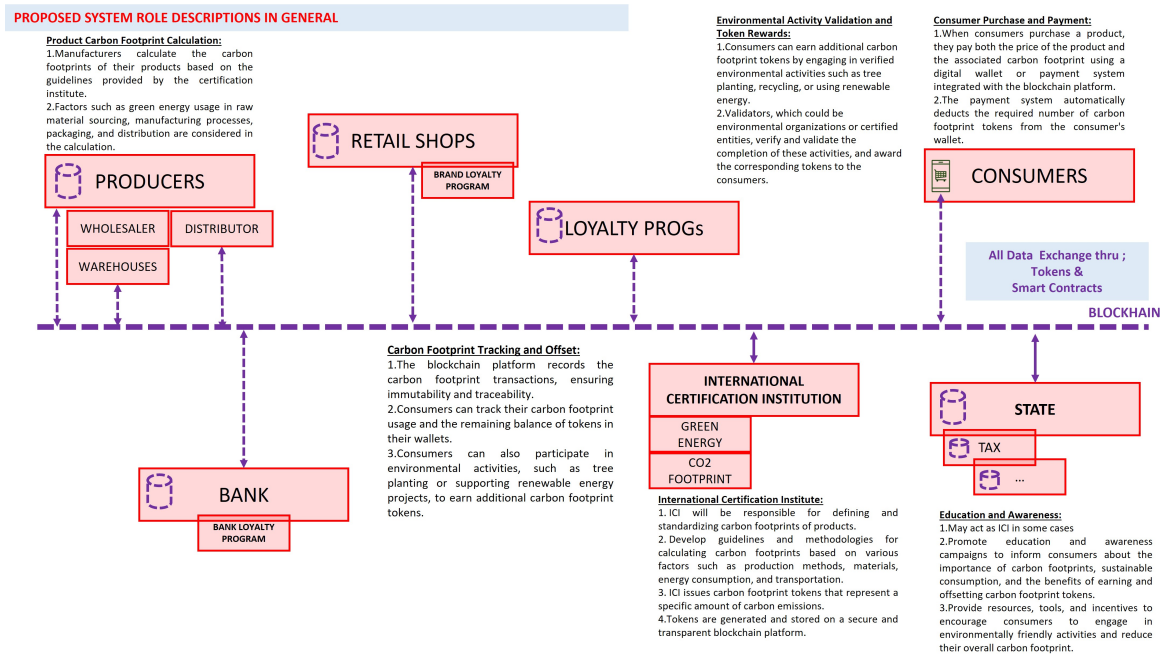 PROPOSED SYSTEM ROLE DESCRIPTIONS IN GENERAL
Product Carbon Footprint Calculation:
1.Manufacturers calculate the carbon
footprints of their products based on the
guidelines provided by the certification
institute.
2.Factors such as green energy usage in raw
material sourcing, manufacturing processes,
packaging, and distribution are considered in
the calculation.
PRODUCERS
WHOLESALER
DISTRIBUTOR
WAREHOUSES
RETAIL SHOPS
BRAND LOYALTY
PROGRAM
LOYALTY PROGs
Environmental Activity Validation and
Token Rewards:
1.Consumers can earn additional carbon
footprint tokens by engaging in verified
environmental activities such as tree
planting, recycling, or using renewable
energy.
2.Validators, which could be
environmental organizations or certified
entities, verify and validate the
completion of these activities, and award
the corresponding tokens to the
consumers.
Consumer Purchase and Payment:
1.When consumers purchase a product,
they pay both the price of the product and
the associated carbon footprint using a
digital wallet or payment system
integrated with the blockchain platform.
2.The payment system automatically
deducts the required number of carbon
footprint tokens from the consumer's
wallet.
CONSUMERS
All Data Exchange thru ;
Tokens &
Smart Contracts
BLOCKHAIN
BANK
BANK LOYALTY
PROGRAM
Carbon Footprint Tracking and Offset:
1.The blockchain platform records the
carbon footprint transactions, ensuring
immutability and traceability.
2.Consumers can track their carbon footprint
usage and the remaining balance of tokens in
their wallets.
3.Consumers can also participate in
environmental activities, such as tree
planting or supporting renewable energy
projects, to earn additional carbon footprint
tokens.
INTERNATIONAL
CERTIFICATION INSTITUTION
GREEN
ENERGY
CO2
FOOTPRINT
International Certification Institute:
1. ICI will be responsible for defining and
standardizing carbon footprints of products.
2. Develop guidelines and methodologies for
calculating carbon footprints based on various
factors such as production methods, materials,
energy consumption, and transportation.
3. ICI issues carbon footprint tokens that represent a
specific amount of carbon emissions.
4.Tokens are generated and stored on a secure and
transparent blockchain platform.
STATE
TAX
...
Education and Awareness:
1.May act as ICI in some cases
2.Promote education and awareness
campaigns to inform consumers about the
importance of carbon footprints, sustainable
consumption, and the benefits of earning and
offsetting carbon footprint tokens.
3.Provide resources, tools, and incentives to
encourage consumers to engage in
environmentally friendly activities and reduce
their overall carbon footprint.